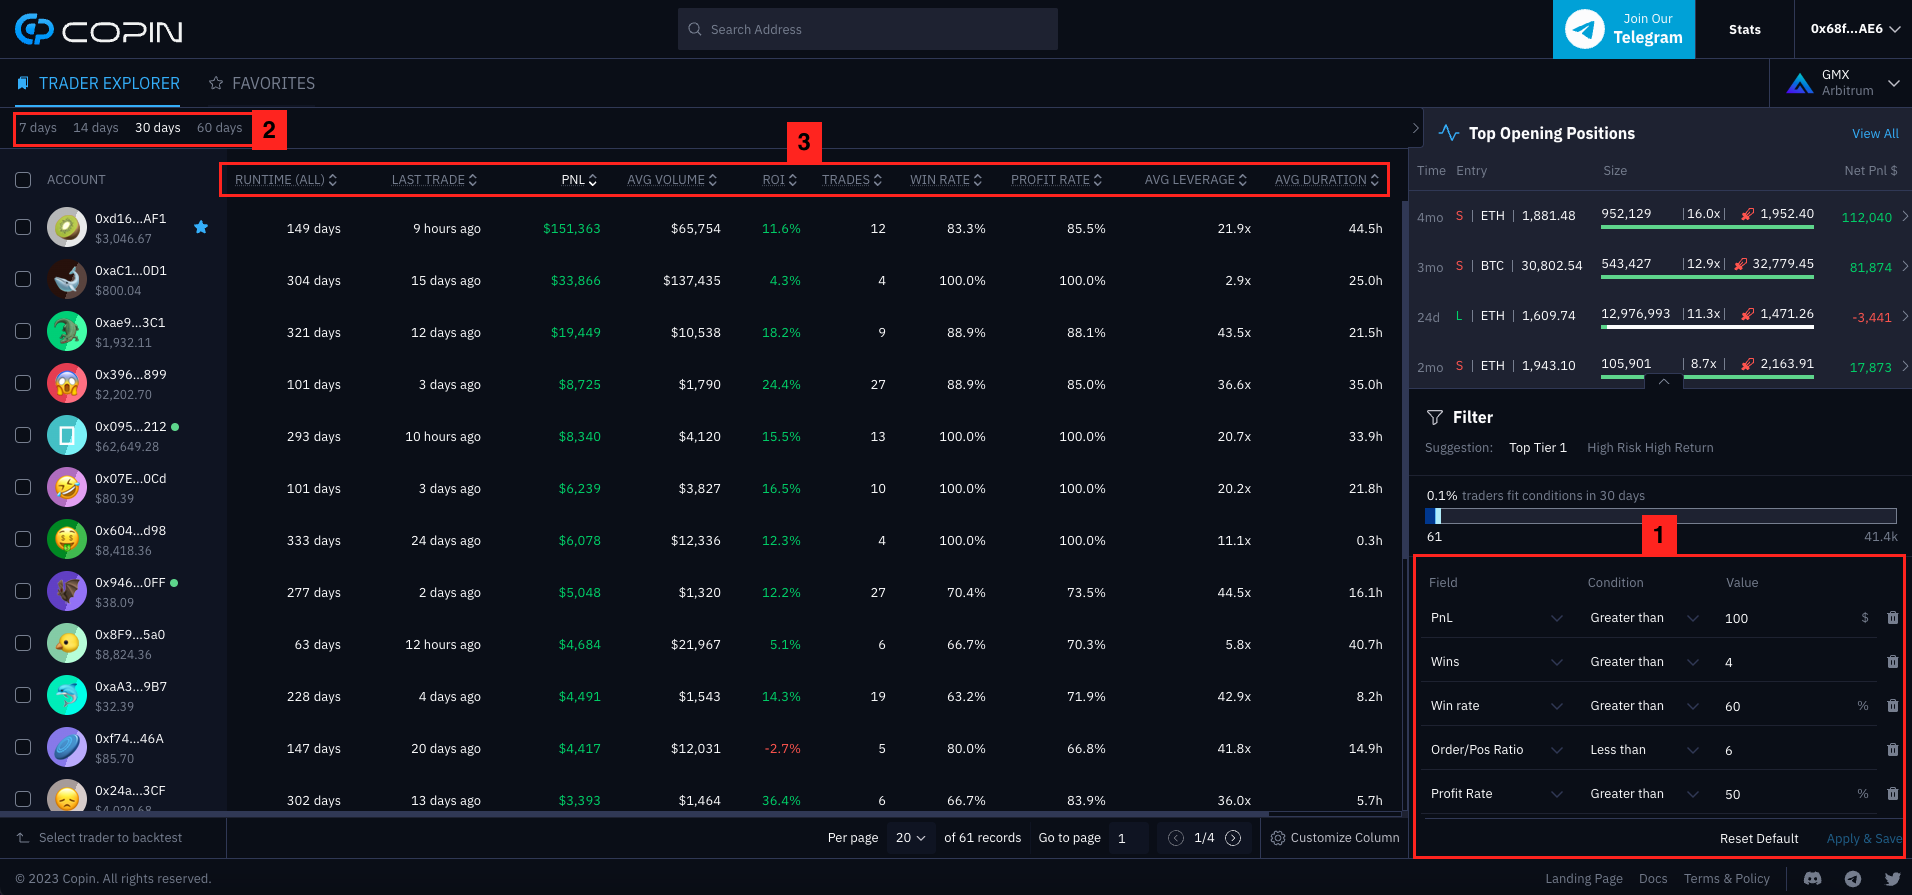 COPIN
Search Address
Join Our
Telegram
Stats
0x68f...AE6
TRADER EXPLORER
FAVORITES
GMX
Arbitrum
7 days 14 days 30 days 60 days
2
3
Top Opening Positions
View All
Time Entry Size Net Pnl $
4mo S | ETH | 1,881.48 952,129 |16.0x| 1,952.40 112,040
3mo S | BTC | 30,802.54 543,427 |12.9x| 32,779.45 81,874
24d L | ETH | 1,609.74 12,976,993 |11.3x| 1,471.26 -3,441
2mo S | ETH | 1,943.10 105,901 | 8.7x | 2,163.91 17,873
ACCOUNT RUNTIME (ALL) LAST TRADE PNL AVG VOLUME ROI TRADES WIN RATE PROFIT RATE AVG LEVERAGE AVG DURATION
0xd16...AF1
$3,046.67
149 days 9 hours ago $151,363 $65,754 11.6% 12 83.3% 85.5% 21.9x 44.5h
0xaC1...0D1
$800.04
304 days 15 days ago $33,866 $137,435 4.3% 4 100.0% 100.0% 2.9x 25.0h
0xae9...3C1
$1,932.11
321 days 12 days ago $19,449 $10,538 18.2% 9 88.9% 88.1% 43.5x 21.5h
0x396...899
$2,202.70
101 days 3 days ago $8,725 $1,790 24.4% 27 88.9% 85.0% 36.6x 35.0h
0x095...212
$62,649.28
293 days 10 hours ago $8,340 $4,120 15.5% 13 100.0% 100.0% 20.7x 33.9h
0x07E...0Cd
$80.39
101 days 3 days ago $6,239 $3,827 16.5% 10 100.0% 100.0% 20.2x 21.8h
0x604...d98
$8,418.36
333 days 24 days ago $6,078 $12,336 12.3% 4 100.0% 100.0% 11.1x 0.3h
0x946...0FF
$38.09
277 days 2 days ago $5,048 $1,320 12.2% 27 70.4% 73.5% 44.5x 16.1h
0x8F9...5a0
$8,824.36
63 days 12 hours ago $4,684 $21,967 5.1% 6 66.7% 70.3% 5.8x 40.7h
0xaA3...9B7
$32.39
228 days 4 days ago $4,491 $1,543 14.3% 19 63.2% 71.9% 42.9x 8.2h
0xf74...46A
$85.70
147 days 20 days ago $4,417 $12,031 -2.7% 5 80.0% 66.8% 41.8x 14.9h
0x24a...3CF
$4,020.68
302 days 13 days ago $3,393 $1,464 36.4% 6 66.7% 83.9% 36.0x 5.7h
Filter
Suggestion: Top Tier 1 High Risk High Return
0.1% traders fit conditions in 30 days
61 41.4k
1
Field Condition Value
PnL Greater than 100 $
Wins Greater than 4
Win rate Greater than 60 %
Order/Pos Ratio Less than 6
Profit Rate Greater than 50 %
Reset Default Apply & Save
Select trader to backtest
Per page 20 of 61 records Go to page 1 1/4 Customize Column
© 2023 Copin. All rights reserved.
Landing Page Docs Terms & Policy